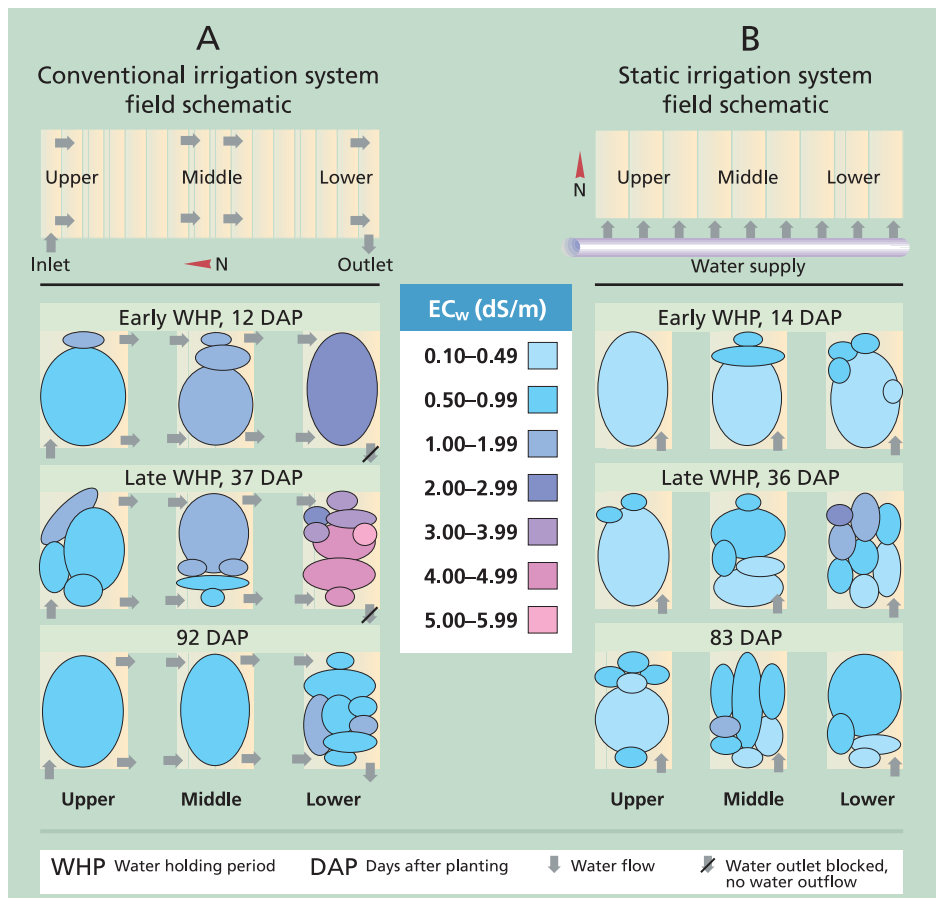 A
Conventional irrigation system
field schematic
Upper
Middle
Lower
Inlet
N
Outlet
B
Static irrigation system
field schematic
N
Upper
Middle
Lower
Water supply
Early WHP, 12 DAP
Late WHP, 37 DAP
92 DAP
Upper
Middle
Lower
ECw (dS/m)
0.10–0.49
0.50–0.99
1.00–1.99
2.00–2.99
3.00–3.99
4.00–4.99
5.00–5.99
Early WHP, 14 DAP
Late WHP, 36 DAP
83 DAP
Upper
Middle
Lower
WHP Water holding period
DAP Days after planting
Water flow
Water outlet blocked,
no water outflow